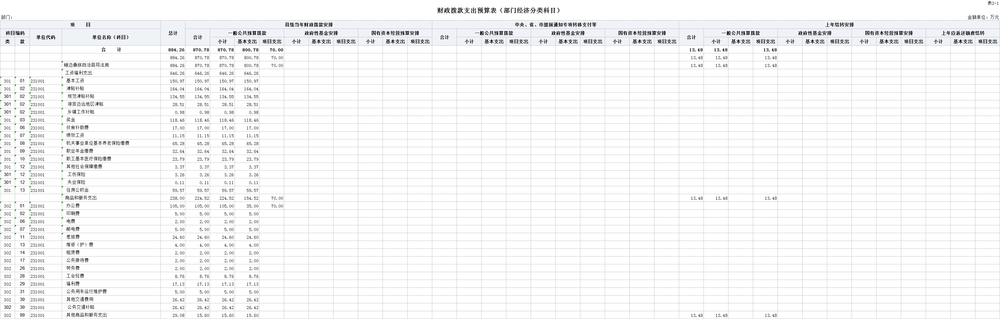 表2-1
财政拨款支出预算表（部门经济分类科目）
部门：
金额单位：万元
项 目 总计 县级当年财政拨款安排 中央、省、市提前通知专项转移支付等 上年结转安排
科目编码 单位代码 单位名称（科目） 合计 一般公共预算拨款 政府性基金安排 国有资本经营预算安排 合计 一般公共预算拨款 政府性基金安排 国有资本经营预算安排 合计 一般公共预算拨款 政府性基金安排 国有资本经营预算安排 上年应返还额度结转
类 款 小计 基本支出 项目支出 小计 基本支出 项目支出 小计 基本支出 项目支出 小计 基本支出 项目支出 小计 基本支出 项目支出 小计 基本支出 项目支出 小计 基本支出 项目支出 小计 基本支出 项目支出 小计 基本支出 项目支出 小计 基本支出 项目支出
合 计 884.26 870.78 870.78 800.78 70.00 13.48 13.48 13.48
884.26 870.78 870.78 800.78 70.00 13.48 13.48 13.48
峨边彝族自治县司法局 884.26 870.78 870.78 800.78 70.00 13.48 13.48 13.48
工资福利支出 646.26 646.26 646.26 646.26
301 01 231001 基本工资 150.97 150.97 150.97 150.97
301 02 231001 津贴补贴 164.04 164.04 164.04 164.04
301 02 231001 规范津贴补贴 134.55 134.55 134.55 134.55
301 02 231001 艰苦边远地区津贴 28.51 28.51 28.51 28.51
301 02 231001 乡镇工作补贴 0.98 0.98 0.98 0.98
301 03 231001 奖金 118.46 118.46 118.46 118.46
301 06 231001 伙食补助费 17.00 17.00 17.00 17.00
301 07 231001 绩效工资 11.15 11.15 11.15 11.15
301 08 231001 机关事业单位基本养老保险缴费 65.28 65.28 65.28 65.28
301 09 231001 职业年金缴费 32.64 32.64 32.64 32.64
301 10 231001 职工基本医疗保险缴费 23.79 23.79 23.79 23.79
301 12 231001 其他社会保障缴费 3.37 3.37 3.37 3.37
301 12 231001 工伤保险 3.26 3.26 3.26 3.26
301 12 231001 失业保险 0.11 0.11 0.11 0.11
301 13 231001 住房公积金 59.57 59.57 59.57 59.57
商品和服务支出 238.00 224.52 224.52 154.52 70.00 13.48 13.48 13.48
302 01 231001 办公费 105.00 105.00 105.00 35.00 70.00
302 02 231001 印刷费 5.00 5.00 5.00 5.00
302 06 231001 电费 2.00 2.00 2.00 2.00
302 07 231001 邮电费 5.00 5.00 5.00 5.00
302 11 231001 差旅费 24.60 24.60 24.60 24.60
302 13 231001 维修（护）费 4.00 4.00 4.00 4.00
302 14 231001 租赁费 2.00 2.00 2.00 2.00
302 17 231001 公务接待费 2.00 2.00 2.00 2.00
302 26 231001 劳务费 2.00 2.00 2.00 2.00
302 28 231001 工会经费 8.76 8.76 8.76 8.76
302 29 231001 福利费 17.13 17.13 17.13 17.13
302 31 231001 公务用车运行维护费 5.00 5.00 5.00 5.00
302 39 231001 其他交通费用 26.42 26.42 26.42 26.42
302 39 231001 公务交通补贴 26.42 26.42 26.42 26.42
302 99 231001 其他商品和服务支出 29.08 15.60 15.60 15.60 13.48 13.48 13.48